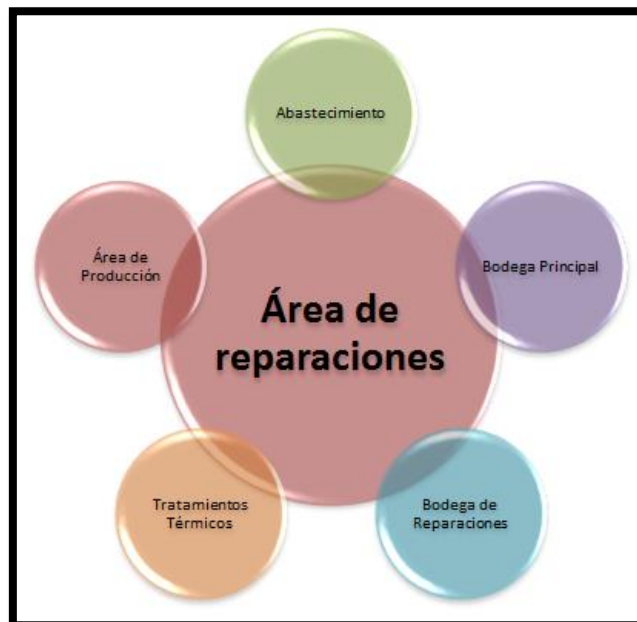 Abastecimiento
Área de
Producción
Bodega Principal
Área de
reparaciones
Tratamientos
Térmicos
Bodega de
Reparaciones